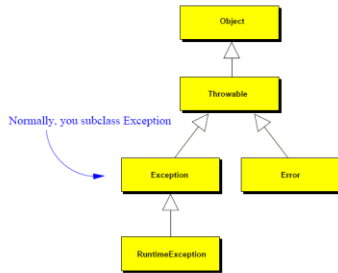 Object
Throwable
Normally, you subclass Exception
Exception
Error
RuntimeException